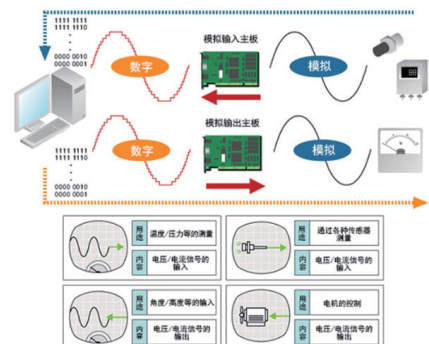 1111 1111
1111 1110
0000 0010
0000 0001
数字
模拟输入主板
模拟
88
模拟输出主板
1111 1111
1111 1110
0000 0010
0000 0001
数字
模拟
V
用途
温度/压力等的测量
内容
电压/电流信号的
输入
用途
通过各种传感器
测量
内容
电压/电流信号的
输入
用途
角度/高度等的输入
内容
电压/电流信号的
输出
用途
电机的控制
内容
电压/电流信号的
输出